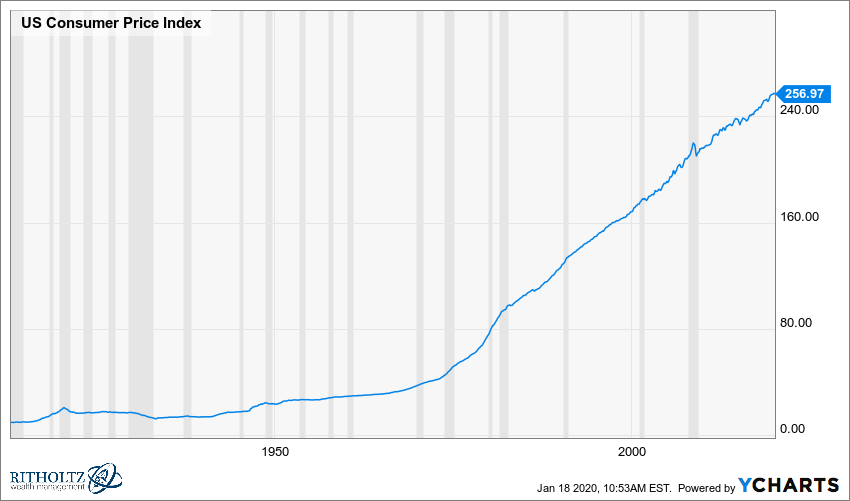 US Consumer Price Index
256.97
240.00
160.00
80.00
0.00
1950 2000
RITHOLTZ
wealth management
Jan 18 2020, 10:53AM EST. Powered by YCHARTS